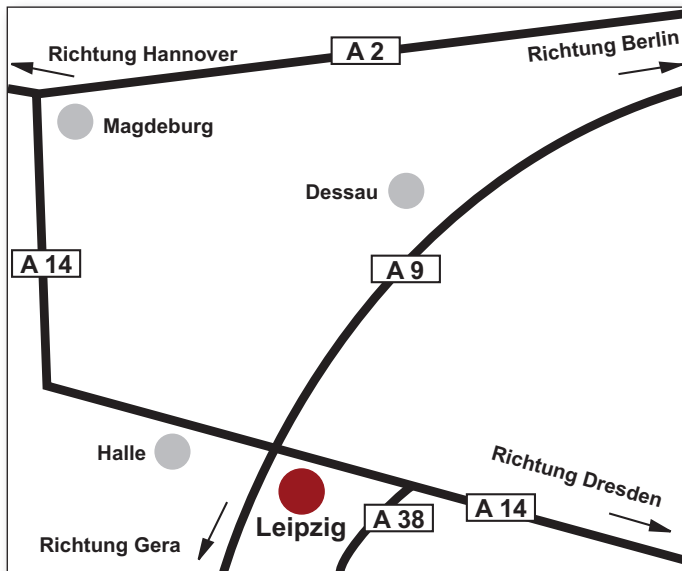 Richtung Hannover
A 2
Richtung Berlin
Magdeburg
Dessau
A 14
A 9
Halle
Richtung Dresden
Leipzig
A 38
A 14
Richtung Gera